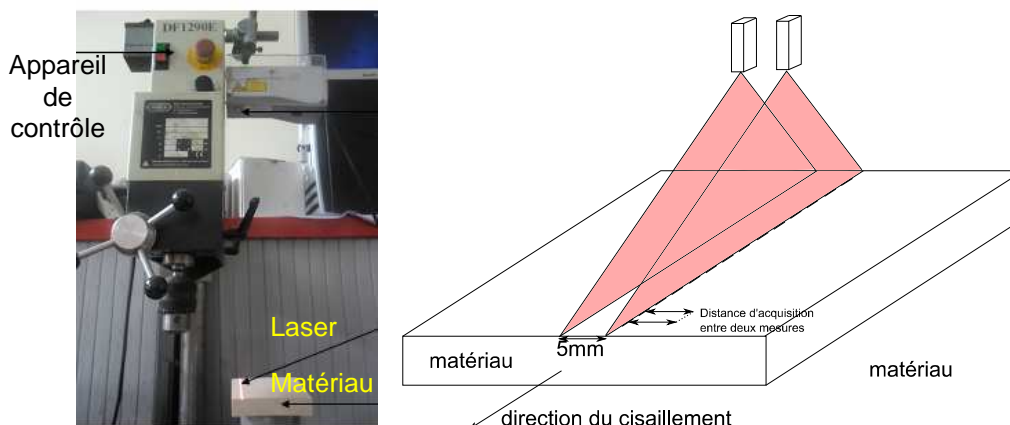 DF1290E
Appareil
de
contrôle
Laser
Matériau
Distance d'acquisition
entre deux mesures
5mm
matériau
matériau
direction du cisaillement